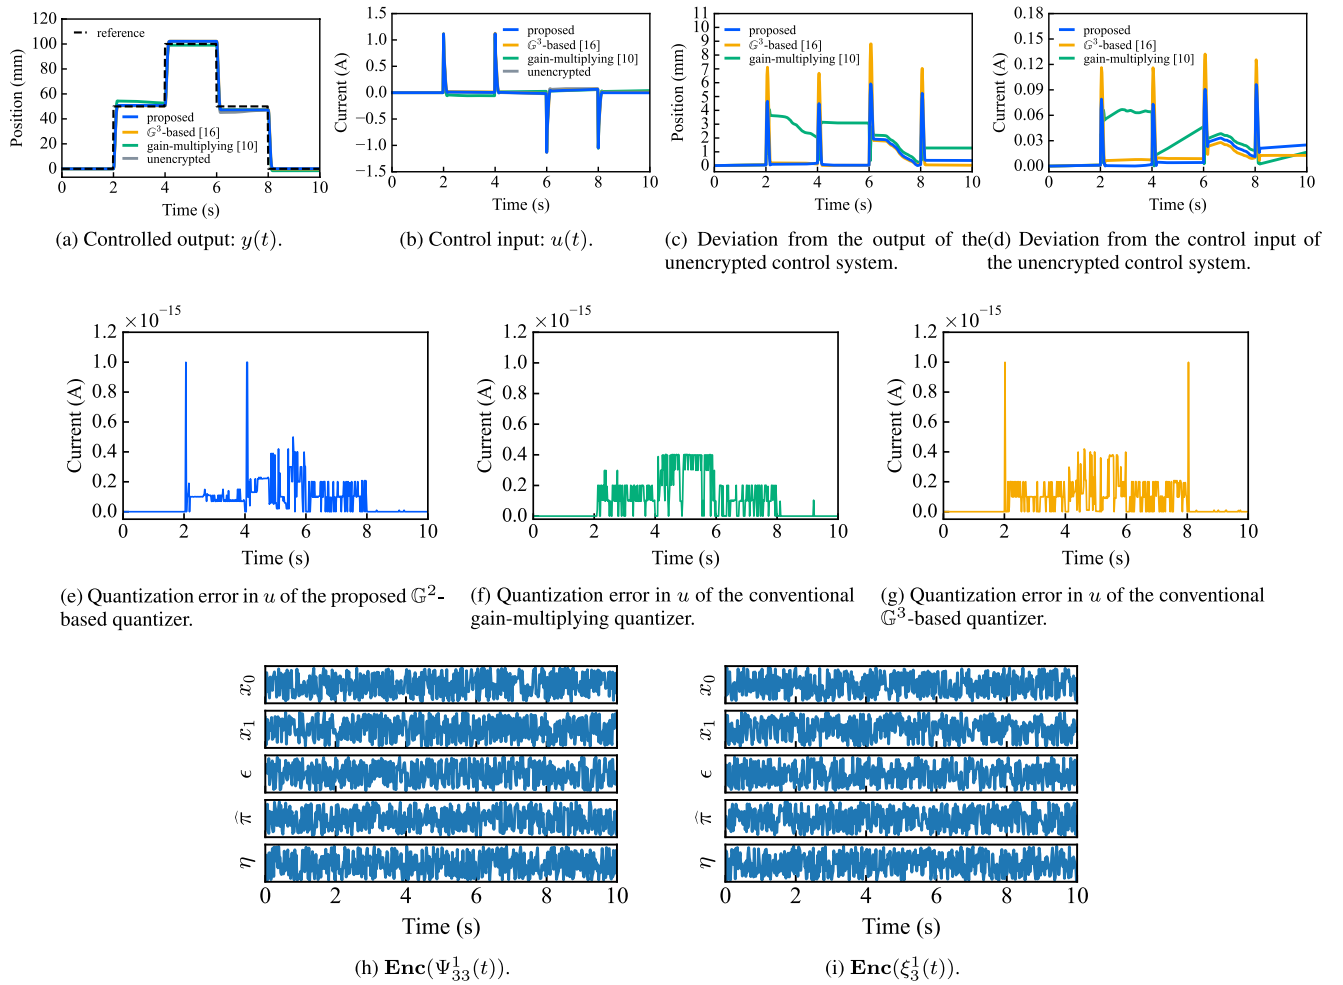 120
100
80
60
40
20
0
Position (mm)
reference
proposed
𝔾³-based [16]
gain-multiplying [10]
unencrypted
0 2 4 6 8 10
Time (s)
(a) Controlled output: y(t).
1.5
1.0
0.5
0.0
−0.5
−1.0
−1.5
Current (A)
proposed
𝔾³-based [16]
gain-multiplying [10]
unencrypted
0 2 4 6 8 10
Time (s)
(b) Control input: u(t).
11
10
9
8
7
6
5
4
3
2
1
0
Position (mm)
proposed
𝔾³-based [16]
gain-multiplying [10]
0 2 4 6 8 10
Time (s)
(c) Deviation from the output of the
unencrypted control system.
0.18
0.15
0.12
0.09
0.06
0.03
0.00
Current (A)
proposed
𝔾³-based [16]
gain-multiplying [10]
0 2 4 6 8 10
Time (s)
(d) Deviation from the control input of
the unencrypted control system.
×10⁻¹⁵
1.2
1.0
0.8
0.6
0.4
0.2
0.0
Current (A)
0 2 4 6 8 10
Time (s)
(e) Quantization error in u of the proposed 𝔾²-
based quantizer.
×10⁻¹⁵
1.2
1.0
0.8
0.6
0.4
0.2
0.0
Current (A)
0 2 4 6 8 10
Time (s)
(f) Quantization error in u of the conventional
gain-multiplying quantizer.
×10⁻¹⁵
1.2
1.0
0.8
0.6
0.4
0.2
0.0
Current (A)
0 2 4 6 8 10
Time (s)
(g) Quantization error in u of the conventional
𝔾³-based quantizer.
x₀
x₁
ϵ
π̂
η
0 2 4 6 8 10
Time (s)
(h) Enc(Ψ¹₃₃(t)).
x₀
x₁
ϵ
π̂
η
0 2 4 6 8 10
Time (s)
(i) Enc(ξ¹₃(t)).